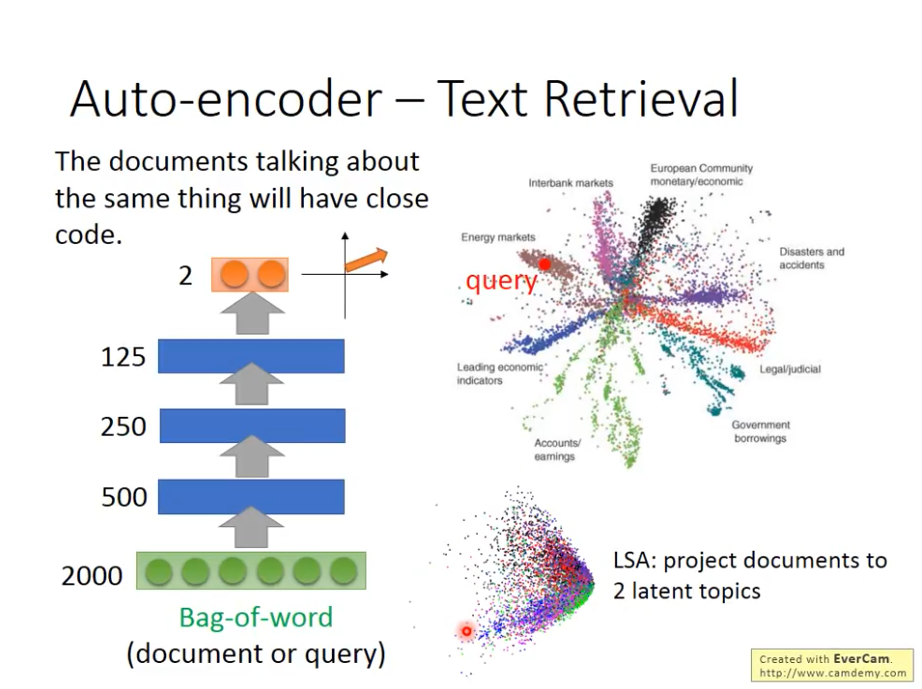 Auto-encoder – Text Retrieval
The documents talking about
the same thing will have close
code.
2
125
250
500
2000
Bag-of-word
(document or query)
Interbank markets
European Community
monetary/economic
Energy markets
query
Disasters and
accidents
Leading economic
indicators
Legal/judicial
Accounts/
earnings
Government
borrowings
LSA: project documents to
2 latent topics
Created with EverCam.
http://www.camdemy.com